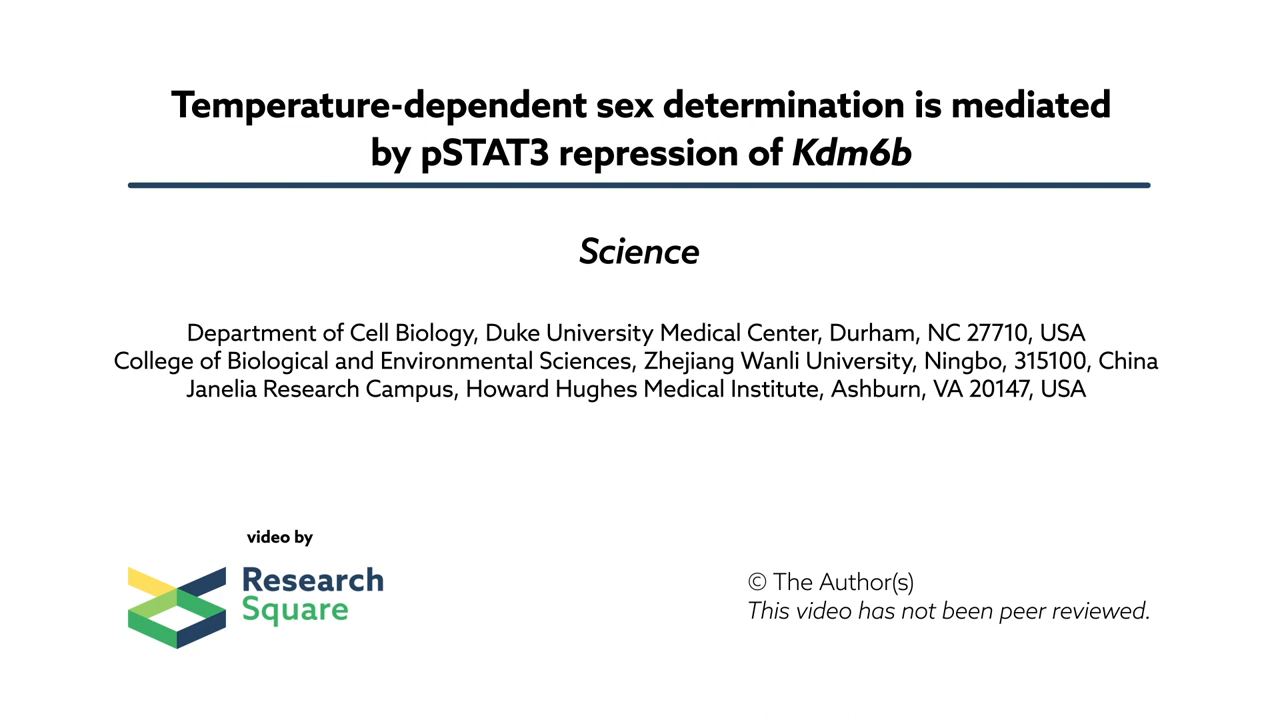 Temperature-dependent sex determination is mediated
by pSTAT3 repression of Kdm6b
Science
Department of Cell Biology, Duke University Medical Center, Durham, NC 27710, USA
College of Biological and Environmental Sciences, Zhejiang Wanli University, Ningbo, 315100, China
Janelia Research Campus, Howard Hughes Medical Institute, Ashburn, VA 20147, USA
video by
Research
Square
© The Author(s)
This video has not been peer reviewed.